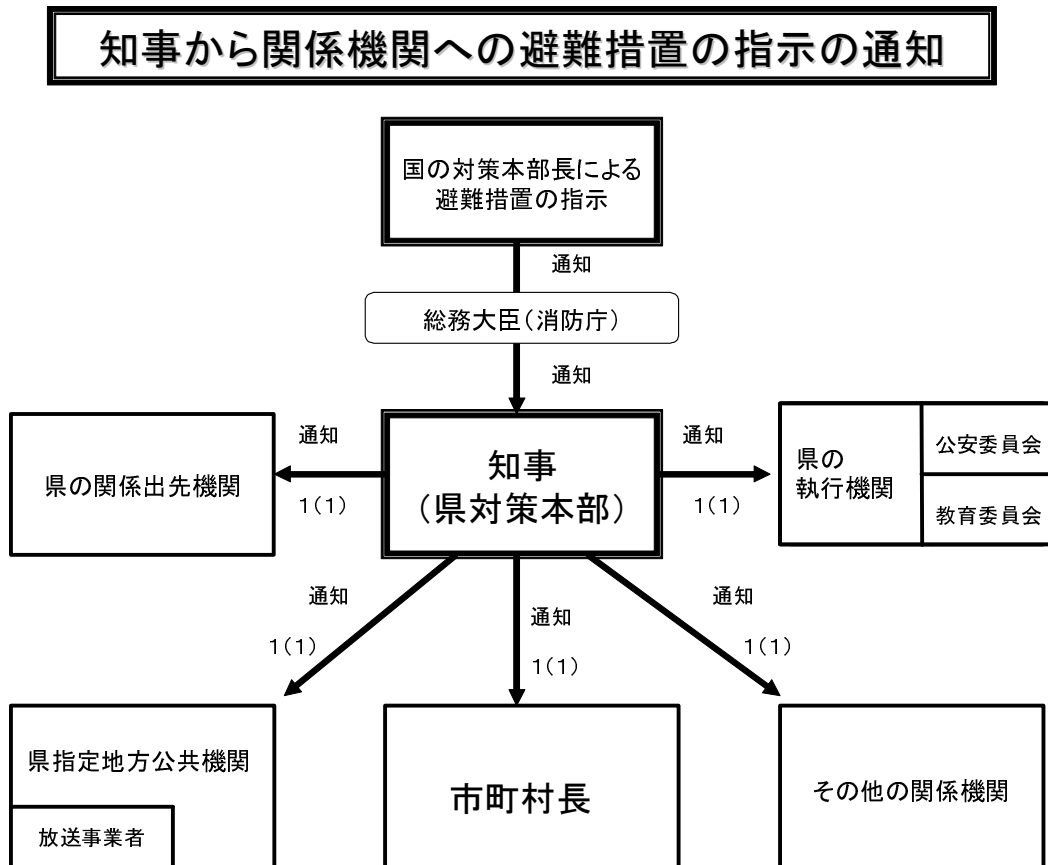 知事から関係機関への避難措置の指示の通知
国の対策本部長による
避難措置の指示
通知
総務大臣(消防庁)
通知
県の関係出先機関
通知
1(1)
知事
(県対策本部)
通知
1(1)
県の
執行機関
公安委員会
教育委員会
通知
1(1)
通知
1(1)
通知
1(1)
県指定地方公共機関
放送事業者
市町村長
その他の関係機関